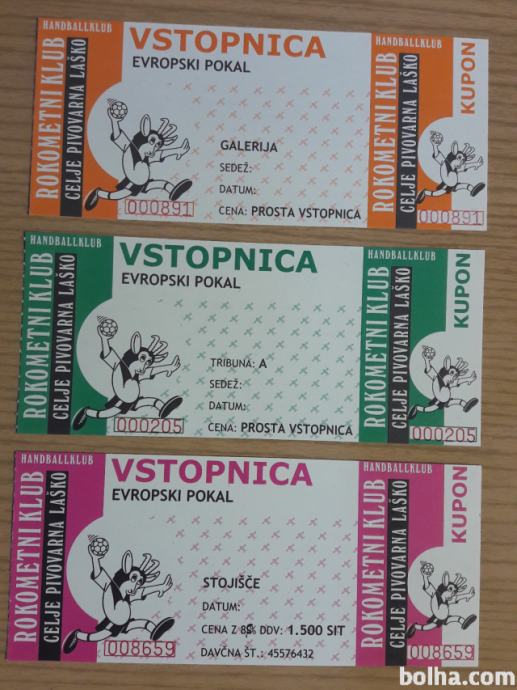 HANDBALLKLUB
ROKOMETNI KLUB
CELJE PIVOVARNA LAŠKO
VSTOPNICA
EVROPSKI POKAL
GALERIJA
SEDEŽ:
DATUM:
CENA: PROSTA VSTOPNICA
000891
HANDBALLKLUB
ROKOMETNI KLUB
CELJE PIVOVARNA LAŠKO
KUPON
000891
HANDBALLKLUB
ROKOMETNI KLUB
CELJE PIVOVARNA LAŠKO
VSTOPNICA
EVROPSKI POKAL
TRIBUNA: A
SEDEŽ:
DATUM:
CENA: PROSTA VSTOPNICA
000205
HANDBALLKLUB
ROKOMETNI KLUB
CELJE PIVOVARNA LAŠKO
KUPON
000205
HANDBALLKLUB
ROKOMETNI KLUB
CELJE PIVOVARNA LAŠKO
VSTOPNICA
EVROPSKI POKAL
STOJIŠČE
DATUM:
CENA Z DDV: 1.500 SIT
DAVČNA ŠT.: 45576432
008659
HANDBALLKLUB
ROKOMETNI KLUB
CELJE PIVOVARNA LAŠKO
KUPON
008659
bolha.com